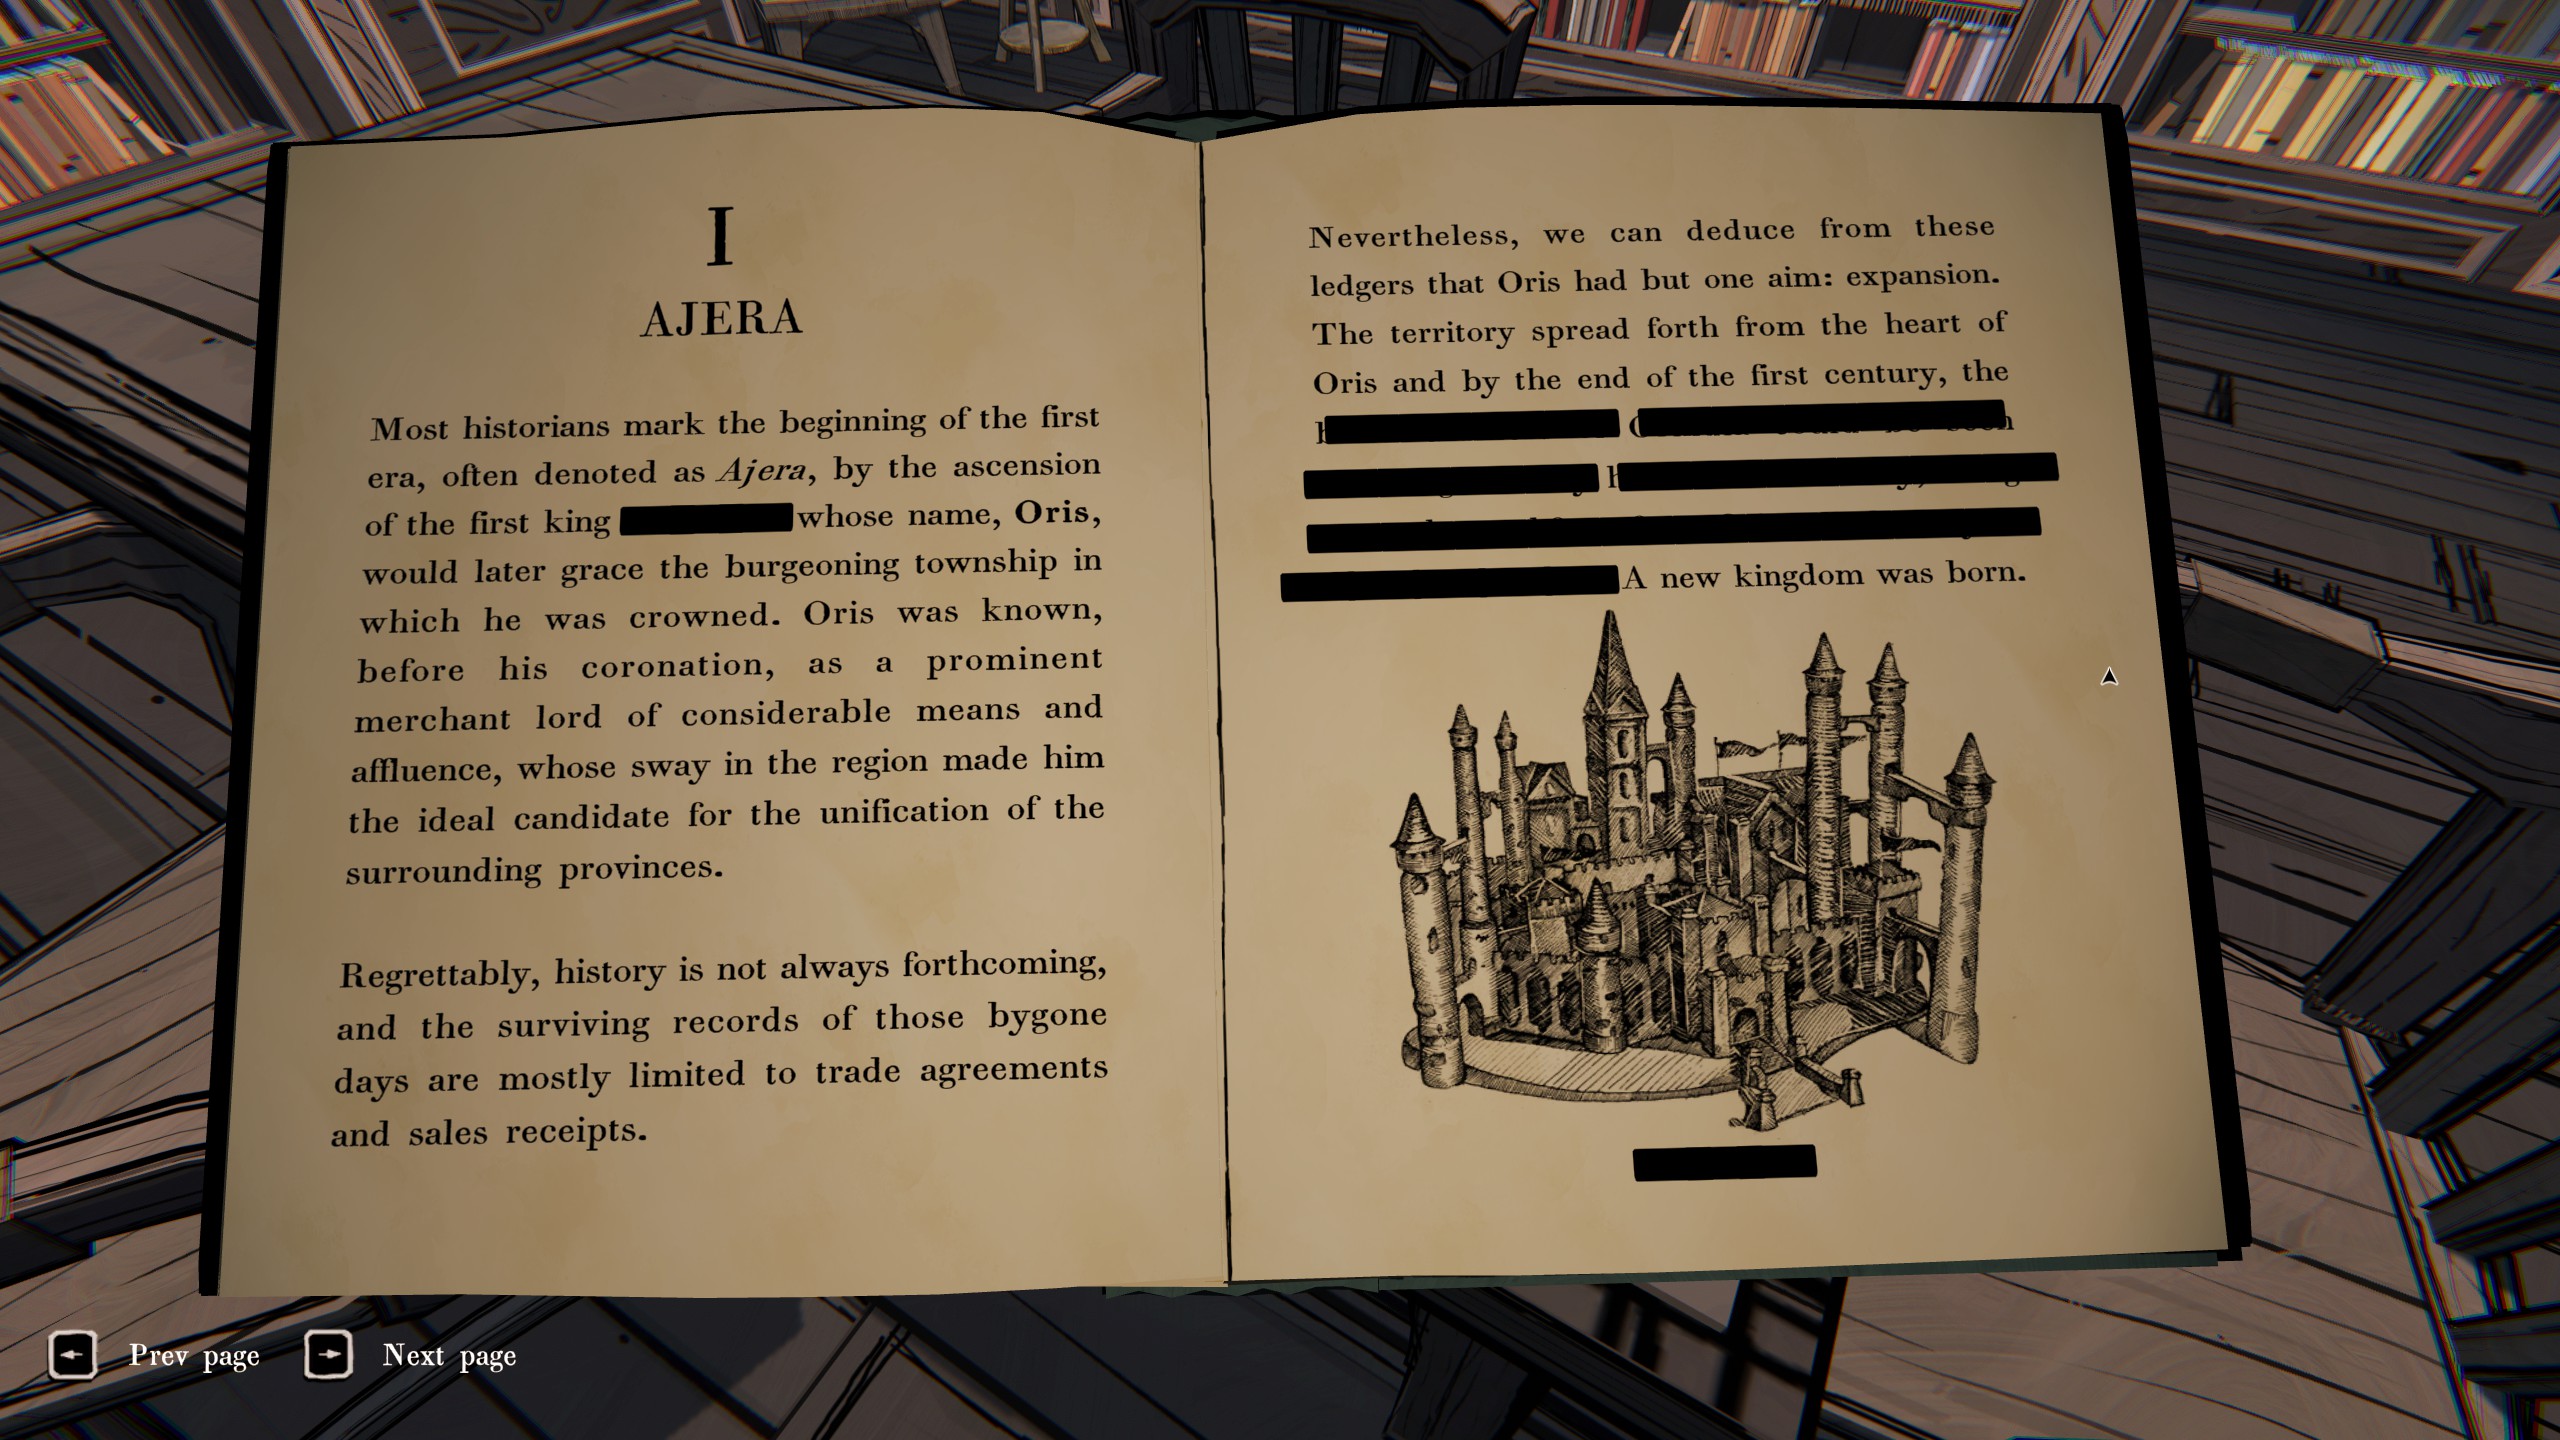 I
AJERA
Most historians mark the beginning of the first
era, often denoted as Ajera, by the ascension
of the first king whose name, Oris,
would later grace the burgeoning township in
which he was crowned. Oris was known,
before his coronation, as a prominent
merchant lord of considerable means and
affluence, whose sway in the region made him
the ideal candidate for the unification of the
surrounding provinces.
Regrettably, history is not always forthcoming,
and the surviving records of those bygone
days are mostly limited to trade agreements
and sales receipts.
Nevertheless, we can deduce from these
ledgers that Oris had but one aim: expansion.
The territory spread forth from the heart of
Oris and by the end of the first century, the
A new kingdom was born.
Prev page
Next page